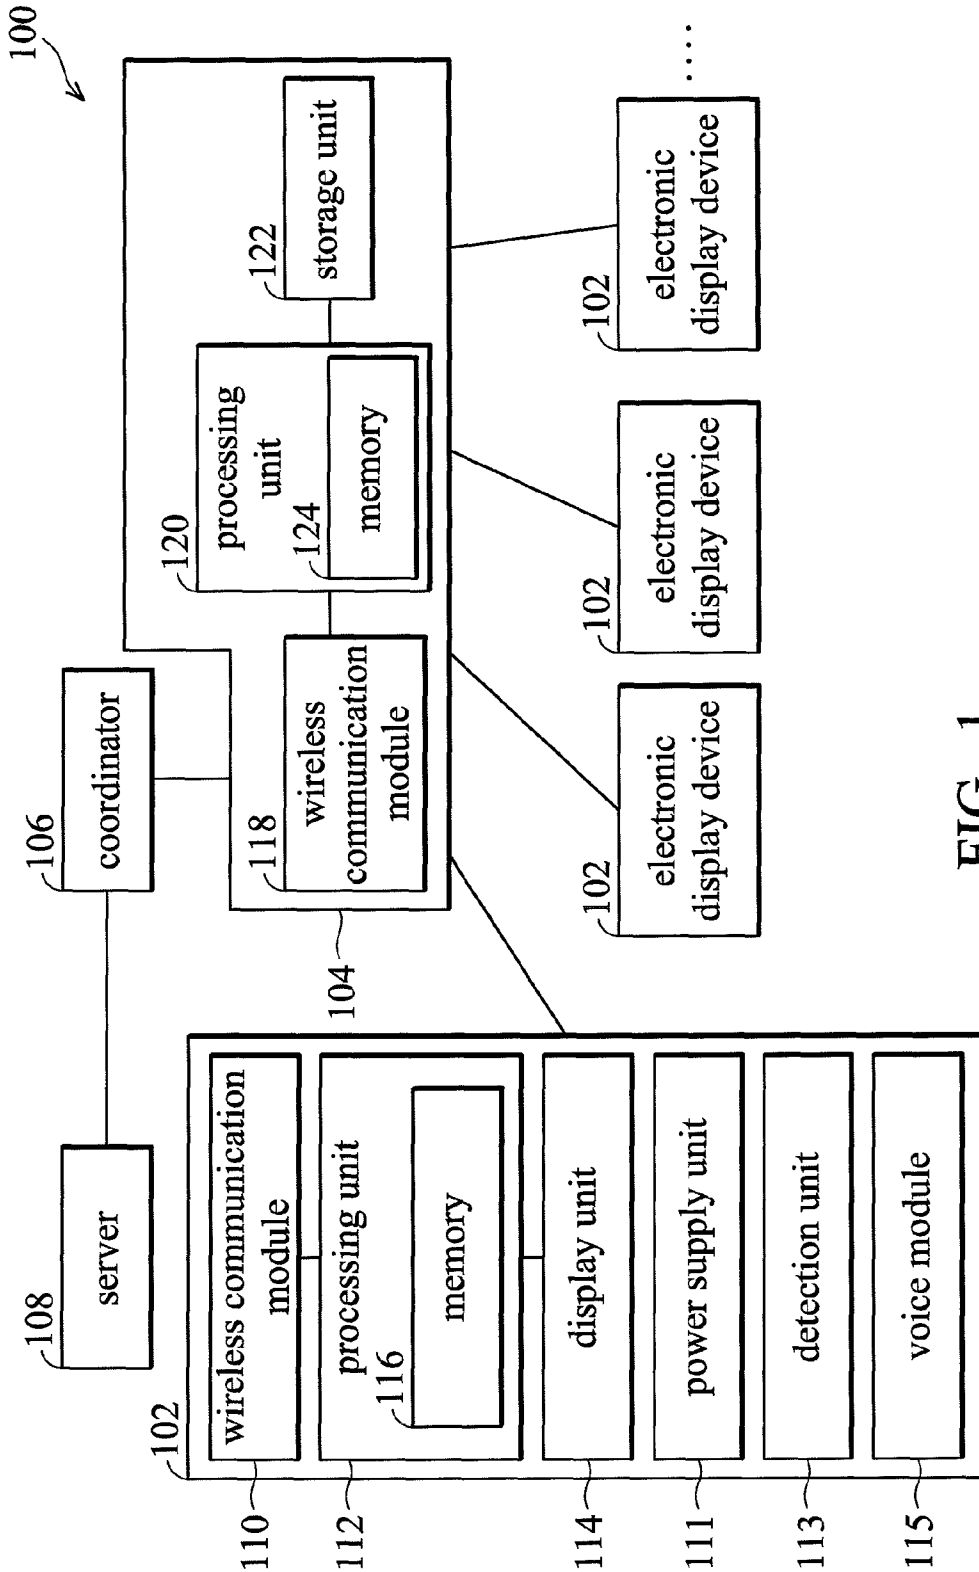 100
108
server
106
coordinator
120
processing
unit
124
memory
122
storage unit
118
wireless
communication
module
104
102
wireless communication
module
110
processing unit
112
116
memory
display unit
114
power supply unit
111
detection unit
113
voice module
115
102
electronic
display device
102
electronic
display device
102
electronic
display device
....
FIG. 1